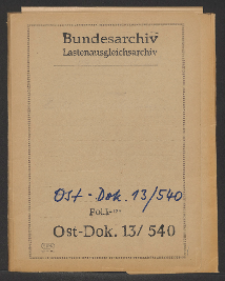 Bundesarchiv
Lastenausgleichsarchiv
Ost-Dok. 13/540
Ost-Dok. 13/ 540